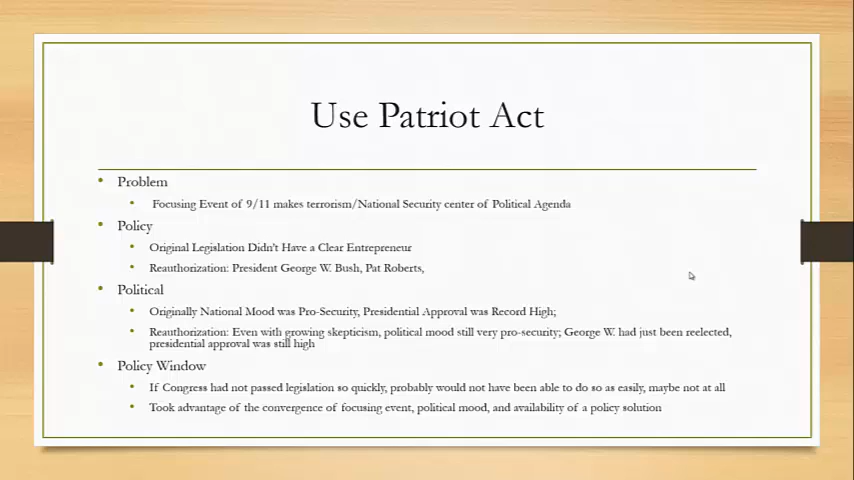 Use Patriot Act
• Problem
• Focusing Event of 9/11 makes terrorism/National Security center of Political Agenda
• Policy
• Original Legislation Didn't Have a Clear Entrepreneur
• Reauthorization: President George W. Bush, Pat Roberts,
• Political
• Originally National Mood was Pro-Security, Presidential Approval was Record High;
• Reauthorization: Even with growing skepticism, political mood still very pro-security; George W. had just been reelected,
presidential approval was still high
• Policy Window
• If Congress had not passed legislation so quickly, probably would not have been able to do so as easily, maybe not at all
• Took advantage of the convergence of focusing event, political mood, and availability of a policy solution